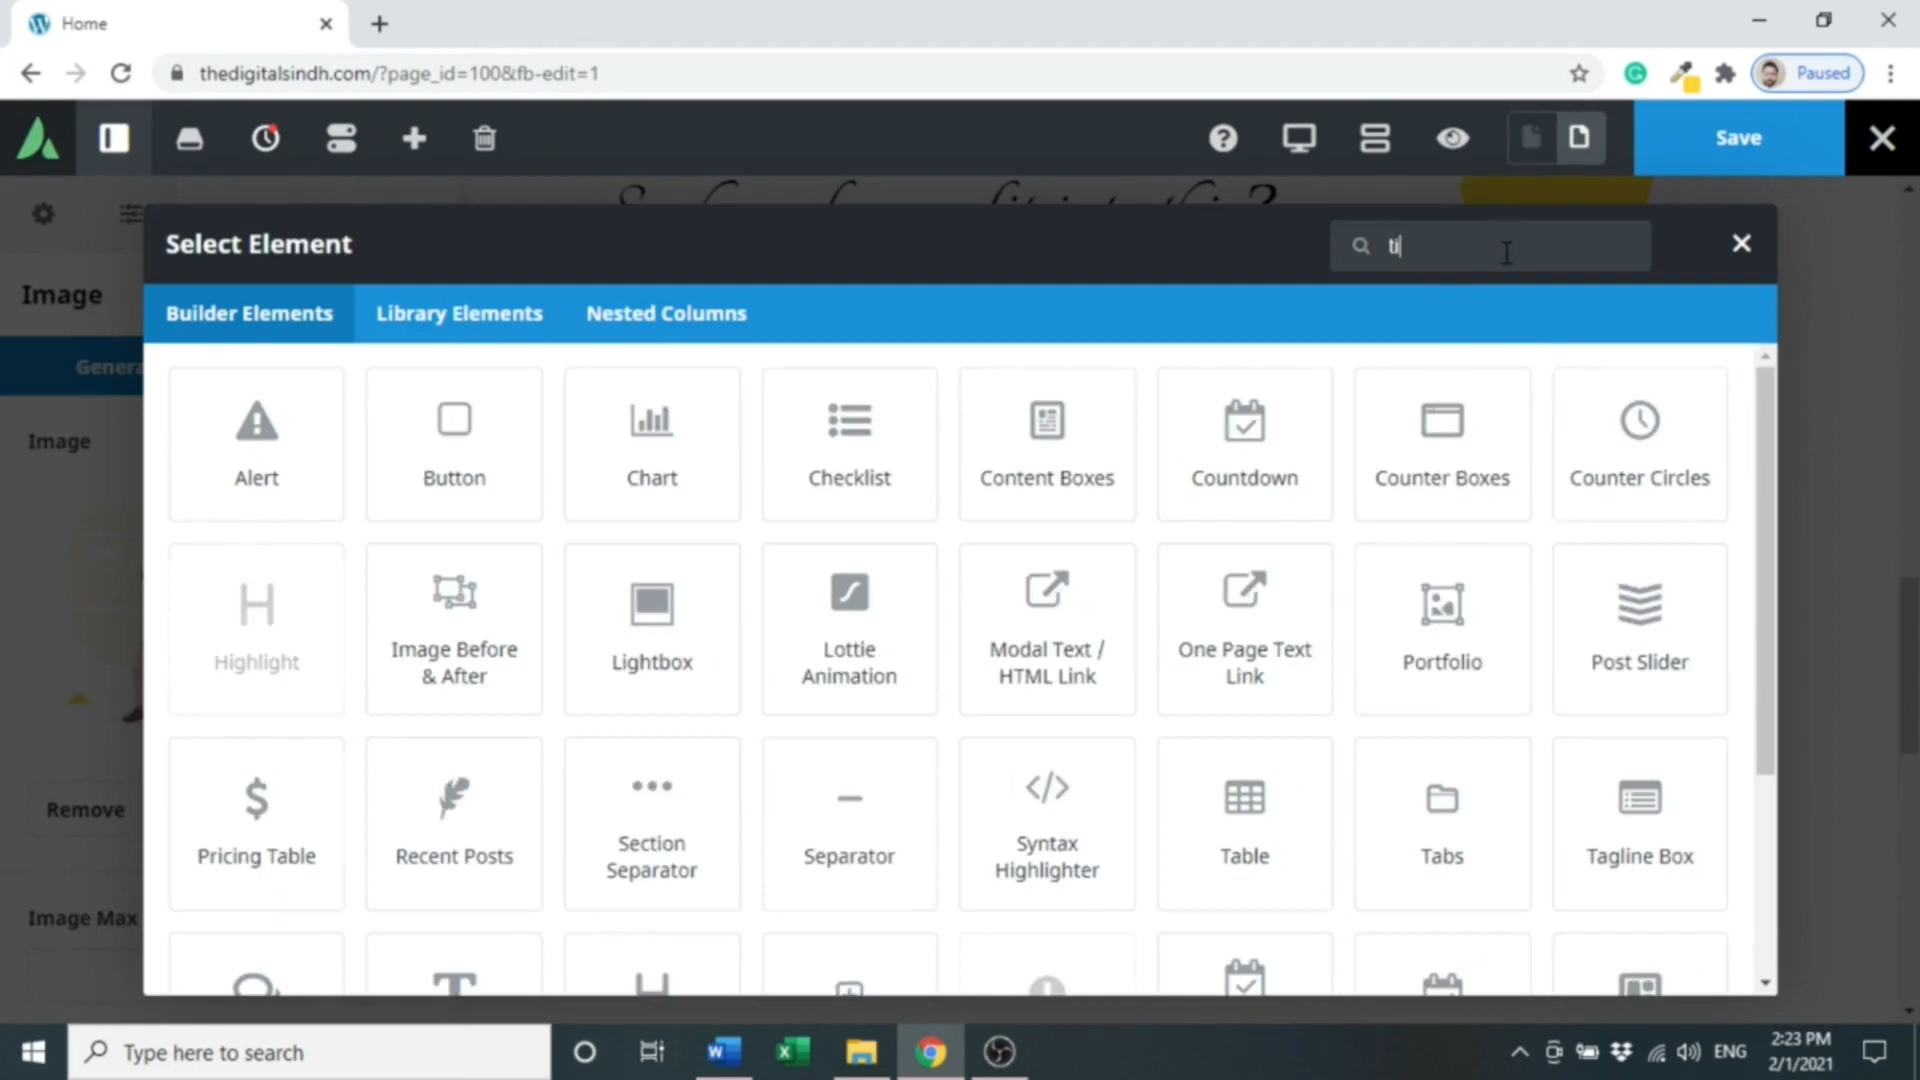 Home
thedigitalsindh.com/?page_id=100&fb-edit=1
Paused
Save
Select Element
ti
Builder Elements
Library Elements
Nested Columns
Image
Genera
Image
Remove
Image Max
Alert
Button
Chart
Checklist
Content Boxes
Countdown
Counter Boxes
Counter Circles
Highlight
Image Before
& After
Lightbox
Lottie
Animation
Modal Text /
HTML Link
One Page Text
Link
Portfolio
Post Slider
Pricing Table
Recent Posts
Section
Separator
Separator
Syntax
Highlighter
Table
Tabs
Tagline Box
Type here to search
ENG
2:23 PM
2/1/2021